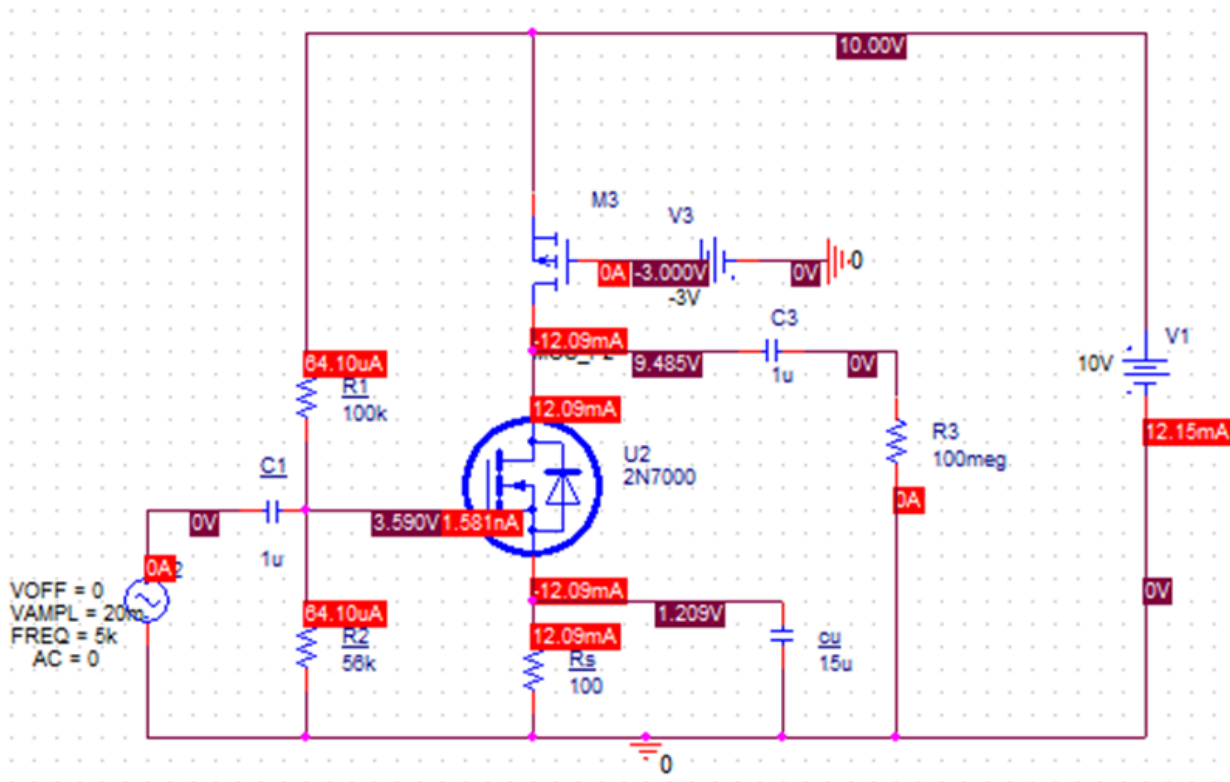 10.00V
M3
V3
0A
-3.000V
0V
0
-3V
C3
-12.09mA
9.485V
0V
1u
V1
10V
64.10uA
R1
100k
12.09mA
R3
100meg
12.15mA
U2
2N7000
C1
0V
3.590V
1.581nA
0A
1u
0A
VOFF = 0
VAMPL = 20m
FREQ = 5k
AC = 0
-12.09mA
0V
64.10uA
1.209V
R2
56k
12.09mA
Rs
100
cu
15u
0